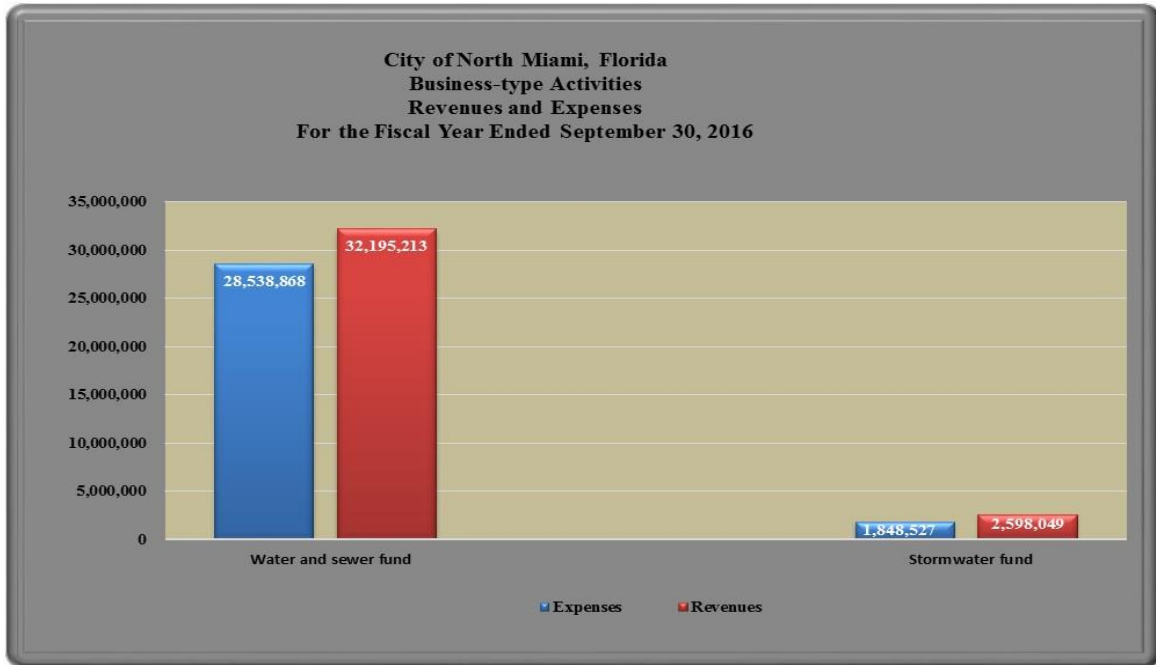 City of North Miami, Florida
Business-type Activities
Revenues and Expenses
For the Fiscal Year Ended September 30, 2016
35,000,000
30,000,000
25,000,000
20,000,000
15,000,000
10,000,000
5,000,000
0
28,538,868
32,195,213
1,848,527
2,598,049
Water and sewer fund
Stormwater fund
Expenses
Revenues